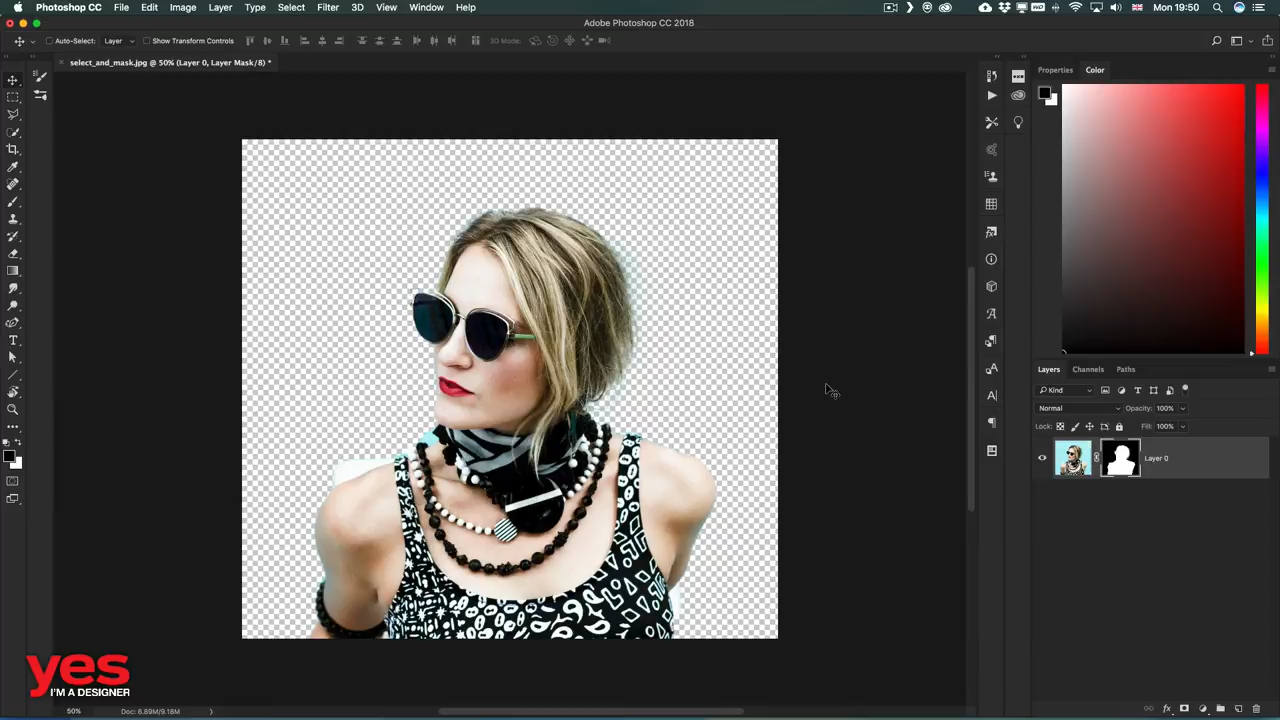 Photoshop CC File Edit Image Layer Type Select Filter 3D View Window Help Mon 19:50
Adobe Photoshop CC 2018
Auto-Select: Layer Show Transform Controls 3D Mode:
select_and_mask.jpg @ 50% (Layer 0, Layer Mask/8) *
Properties Color
Layers Channels Paths
Kind
Normal Opacity: 100%
Lock: Fill: 100%
Layer 0
yes
I'M A DESIGNER
50% Doc: 6.89M/9.18M